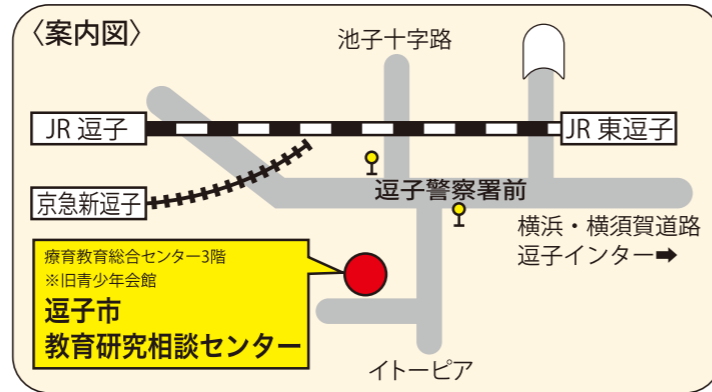 〈案内図〉
池子十字路
JR 逗子
JR 東逗子
京急新逗子
逗子警察署前
横浜・横須賀道路
逗子インター➡
療育教育総合センター3階
※旧青少年会館
逗子市
教育研究相談センター
イトーピア